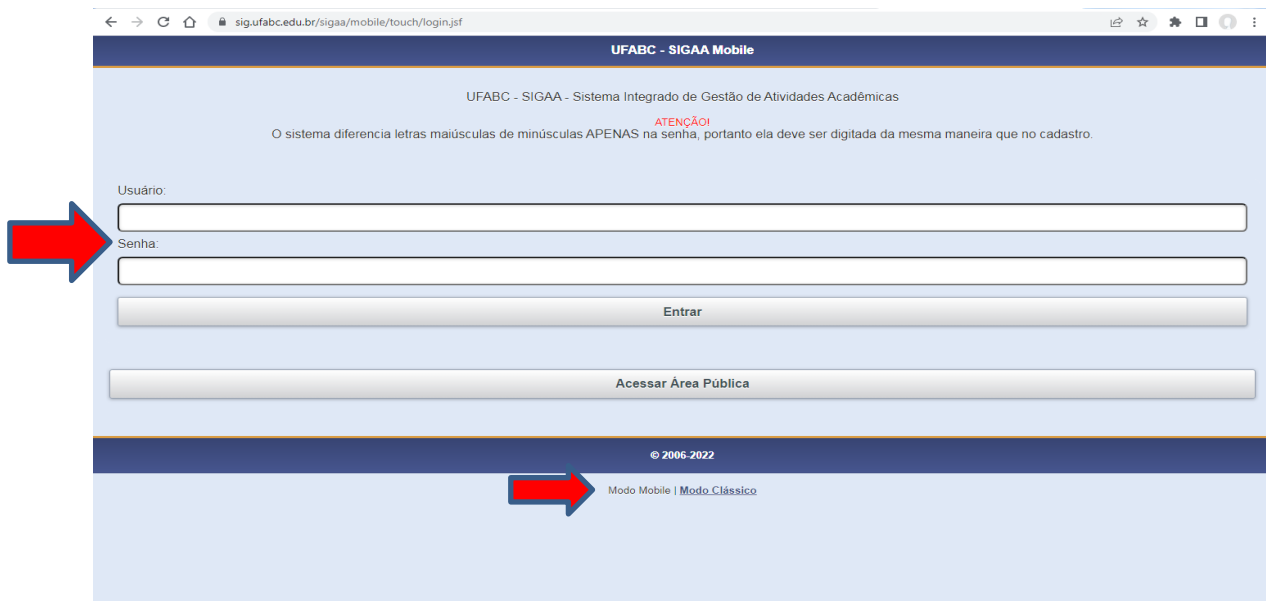 sig.ufabc.edu.br/sigaa/mobile/touch/login.jsf
UFABC - SIGAA Mobile
UFABC - SIGAA - Sistema Integrado de Gestão de Atividades Acadêmicas
ATENÇÃO!
O sistema diferencia letras maiúsculas de minúsculas APENAS na senha, portanto ela deve ser digitada da mesma maneira que no cadastro.
Usuário:
Senha:
Entrar
Acessar Área Pública
© 2006-2022
Modo Mobile | Modo Clássico